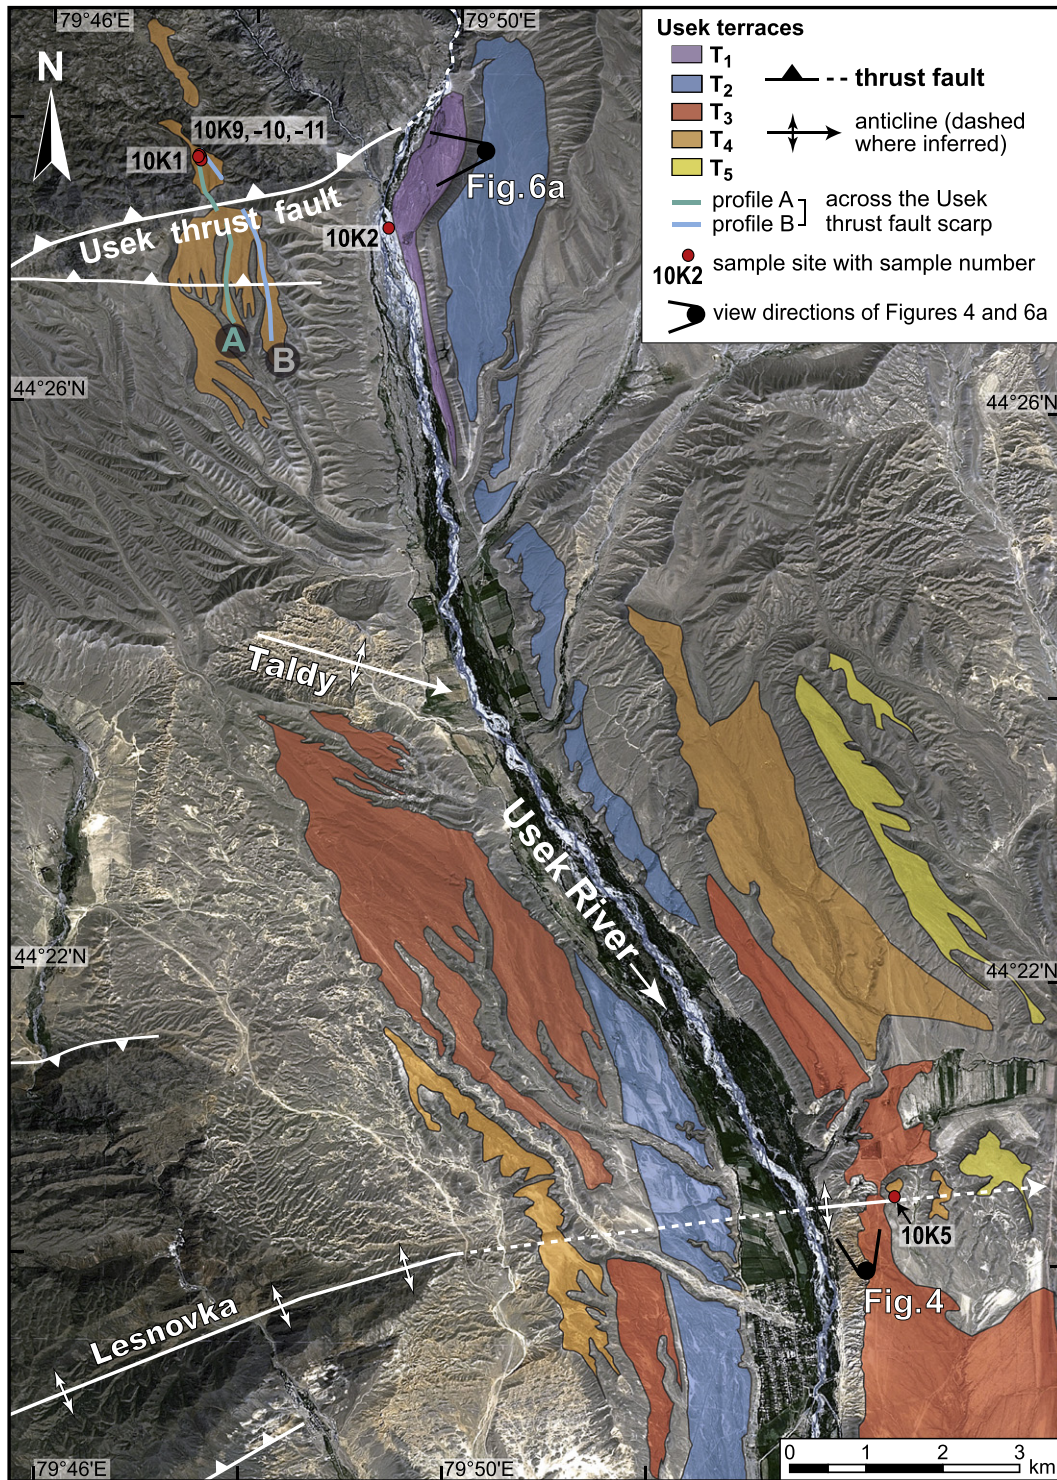 79°46'E
79°50'E
N
Usek terraces
T1
T2
T3
T4
T5
thrust fault
anticline (dashed
where inferred)
profile A
profile B
across the Usek
thrust fault scarp
10K2
sample site with sample number
view directions of Figures 4 and 6a
10K9, -10, -11
10K1
Fig. 6a
Usek thrust fault
10K2
A
B
44°26'N
44°26'N
Taldy
Usek River
44°22'N
44°22'N
10K5
Fig. 4
Lesnovka
0 1 2 3
km
79°46'E
79°50'E